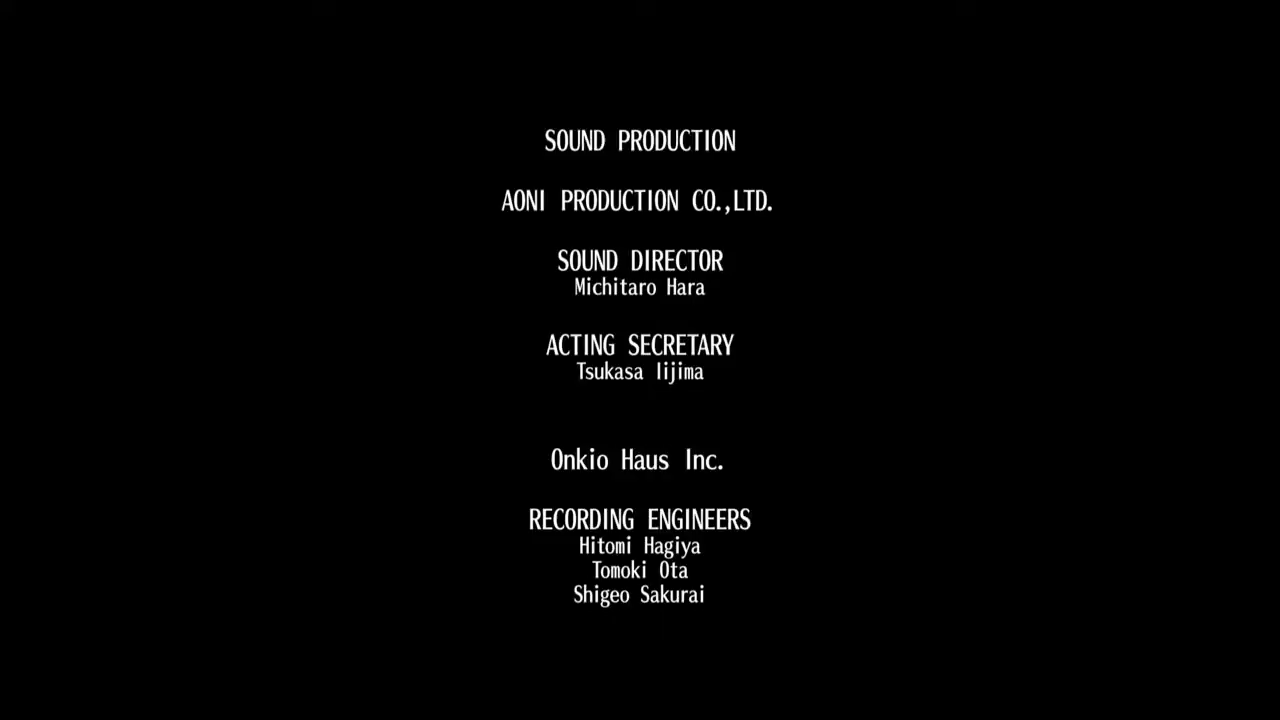 SOUND PRODUCTION
AONI PRODUCTION CO.,LTD.
SOUND DIRECTOR
Michitaro Hara
ACTING SECRETARY
Tsukasa Iijima
Onkio Haus Inc.
RECORDING ENGINEERS
Hitomi Hagiya
Tomoki Ota
Shigeo Sakurai